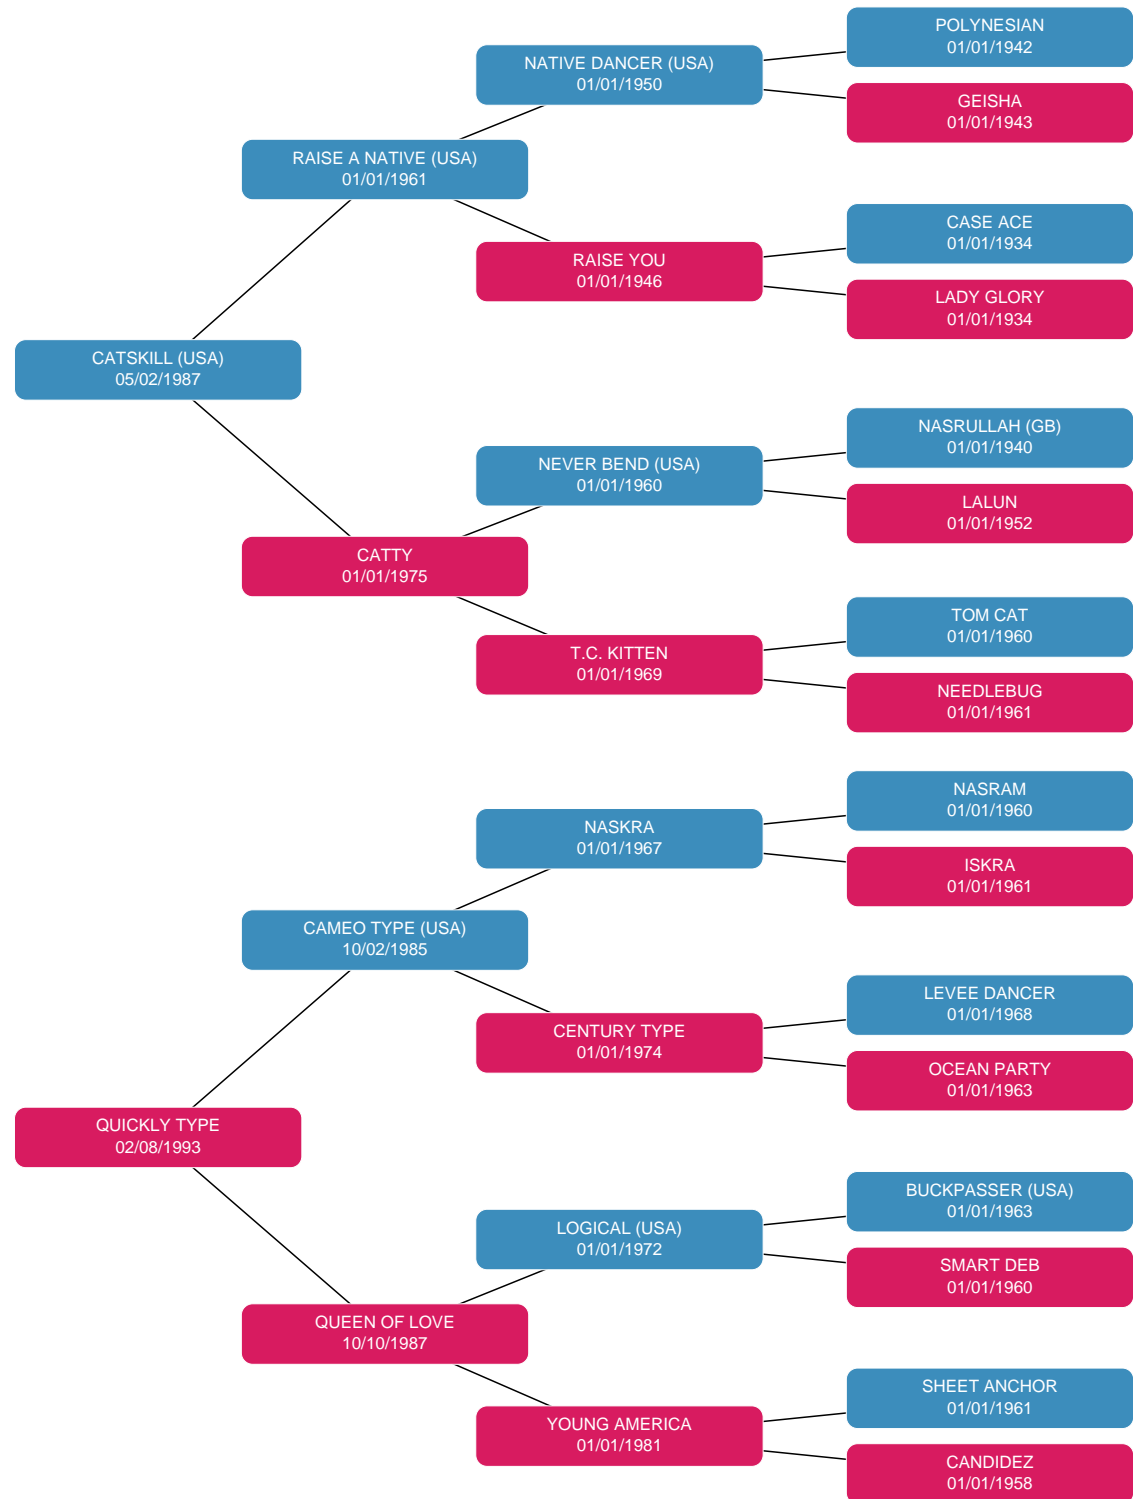 POLYNESIAN
01/01/1942
NATIVE DANCER (USA)
01/01/1950
GEISHA
01/01/1943
RAISE A NATIVE (USA)
01/01/1961
CASE ACE
01/01/1934
RAISE YOU
01/01/1946
LADY GLORY
01/01/1934
CATSKILL (USA)
05/02/1987
NASRULLAH (GB)
01/01/1940
NEVER BEND (USA)
01/01/1960
LALUN
01/01/1952
CATTY
01/01/1975
TOM CAT
01/01/1960
T.C. KITTEN
01/01/1969
NEEDLEBUG
01/01/1961
NASRAM
01/01/1960
NASKRA
01/01/1967
ISKRA
01/01/1961
CAMEO TYPE (USA)
10/02/1985
LEVEE DANCER
01/01/1968
CENTURY TYPE
01/01/1974
OCEAN PARTY
01/01/1963
QUICKLY TYPE
02/08/1993
BUCKPASSER (USA)
01/01/1963
LOGICAL (USA)
01/01/1972
SMART DEB
01/01/1960
QUEEN OF LOVE
10/10/1987
SHEET ANCHOR
01/01/1961
YOUNG AMERICA
01/01/1981
CANDIDEZ
01/01/1958